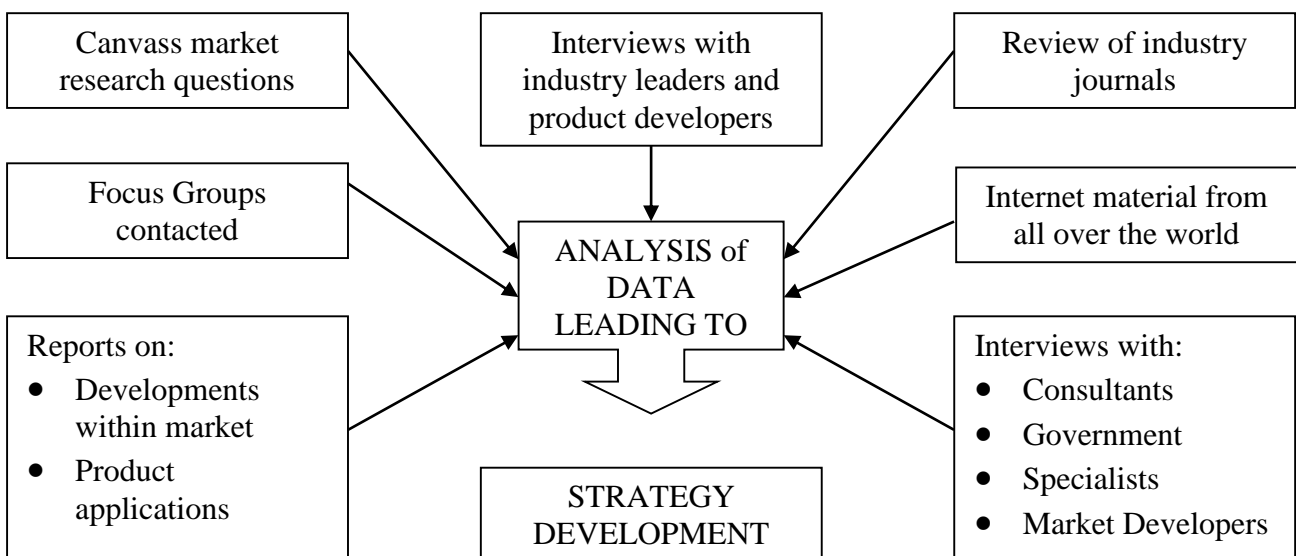 Canvass market
research questions
Interviews with
industry leaders and
product developers
Review of industry
journals
Focus Groups
contacted
Internet material from
all over the world
ANALYSIS of
DATA
LEADING TO
Reports on:
● Developments
within market
● Product
applications
Interviews with:
● Consultants
● Government
● Specialists
● Market Developers
STRATEGY
DEVELOPMENT